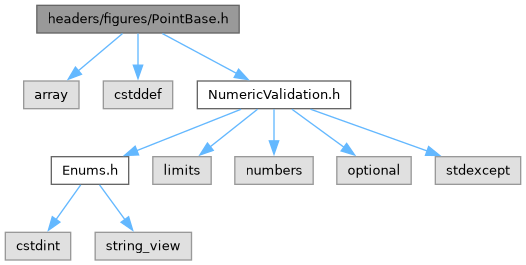 headers/figures/PointBase.h
array
cstddef
NumericValidation.h
Enums.h
limits
numbers
optional
stdexcept
cstdint
string_view